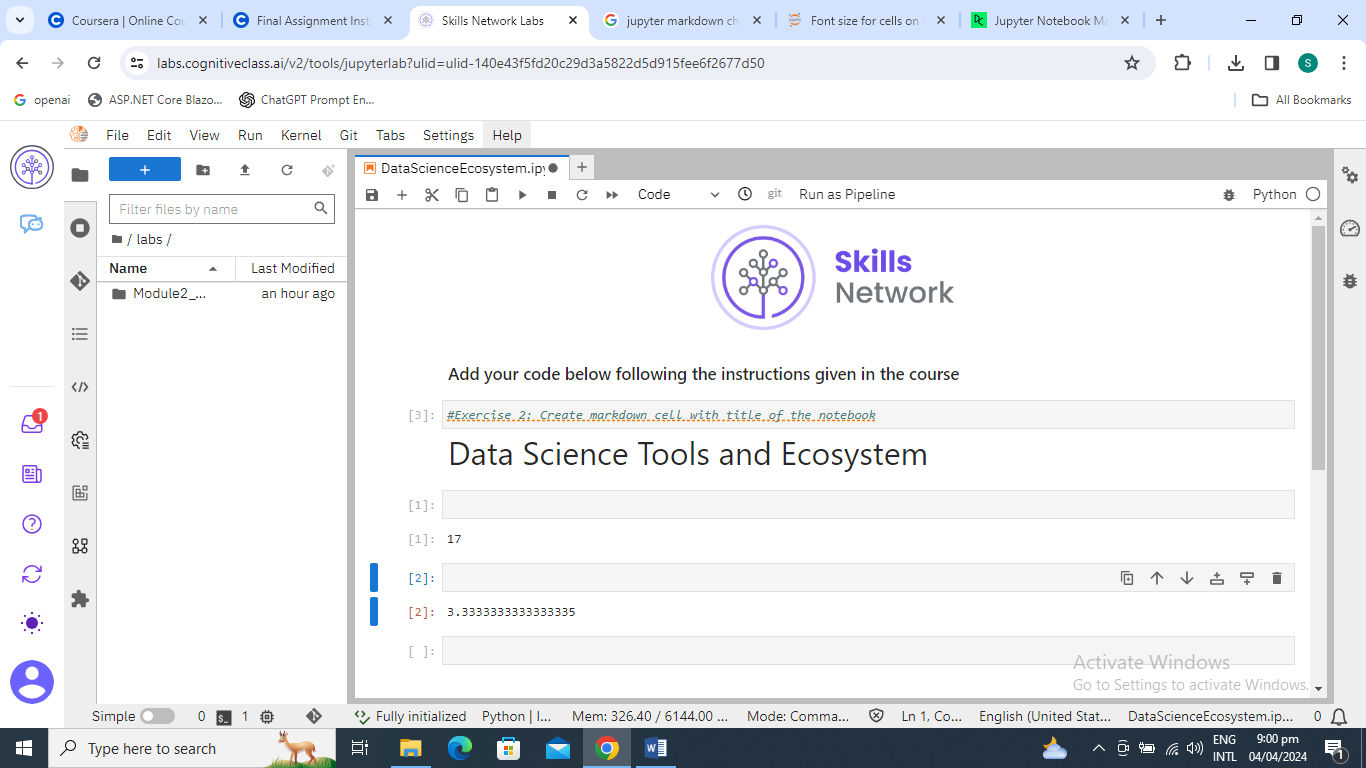 Coursera | Online Cou
Final Assignment Inst
Skills Network Labs
jupyter markdown ch
Font size for cells on
Jupyter Notebook Ma
labs.cognitiveclass.ai/v2/tools/jupyterlab?ulid=ulid-140e43f5fd20c29d3a5822d5d915fee6f2677d50
S
openai
ASP.NET Core Blazo...
ChatGPT Prompt En...
All Bookmarks
File Edit View Run Kernel Git Tabs Settings Help
DataScienceEcosystem.ipy
Filter files by name
Code
git
Run as Pipeline
Python
/ labs /
Name
Last Modified
Module2_...
an hour ago
Skills
Network
Add your code below following the instructions given in the course
[3]:
#Exercise 2: Create markdown cell with title of the notebook
Data Science Tools and Ecosystem
[1]:
[1]: 17
[2]:
[2]: 3.3333333333333335
[ ]:
1
Activate Windows
Go to Settings to activate Windows.
Simple 0 1 Fully initialized Python | I... Mem: 326.40 / 6144.00 ... Mode: Comma... Ln 1, Co... English (United Stat... DataScienceEcosystem.ip... 0
Type here to search
ENG
INTL
9:00 pm
04/04/2024
1